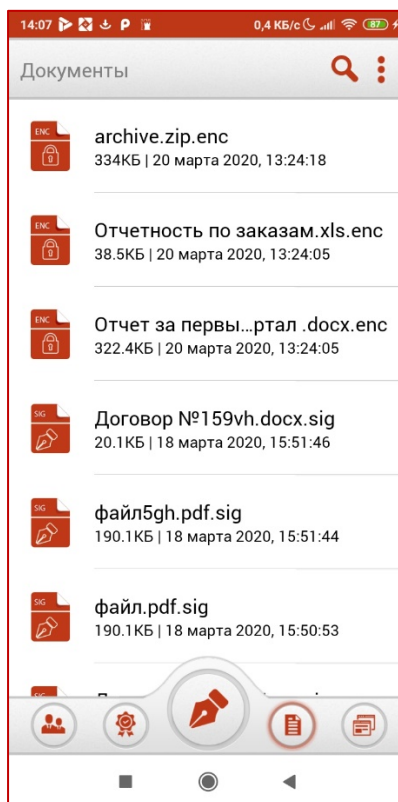 14:07 0,4 КБ/с 87
Документы
ENC
archive.zip.enc
334КБ | 20 марта 2020, 13:24:18
ENC
Отчетность по заказам.xls.enc
38.5КБ | 20 марта 2020, 13:24:05
ENC
Отчет за первы...ртал .docx.enc
322.4КБ | 20 марта 2020, 13:24:05
SIG
Договор №159vh.docx.sig
20.1КБ | 18 марта 2020, 15:51:46
SIG
файл5gh.pdf.sig
190.1КБ | 18 марта 2020, 15:51:44
SIG
файл.pdf.sig
190.1КБ | 18 марта 2020, 15:50:53